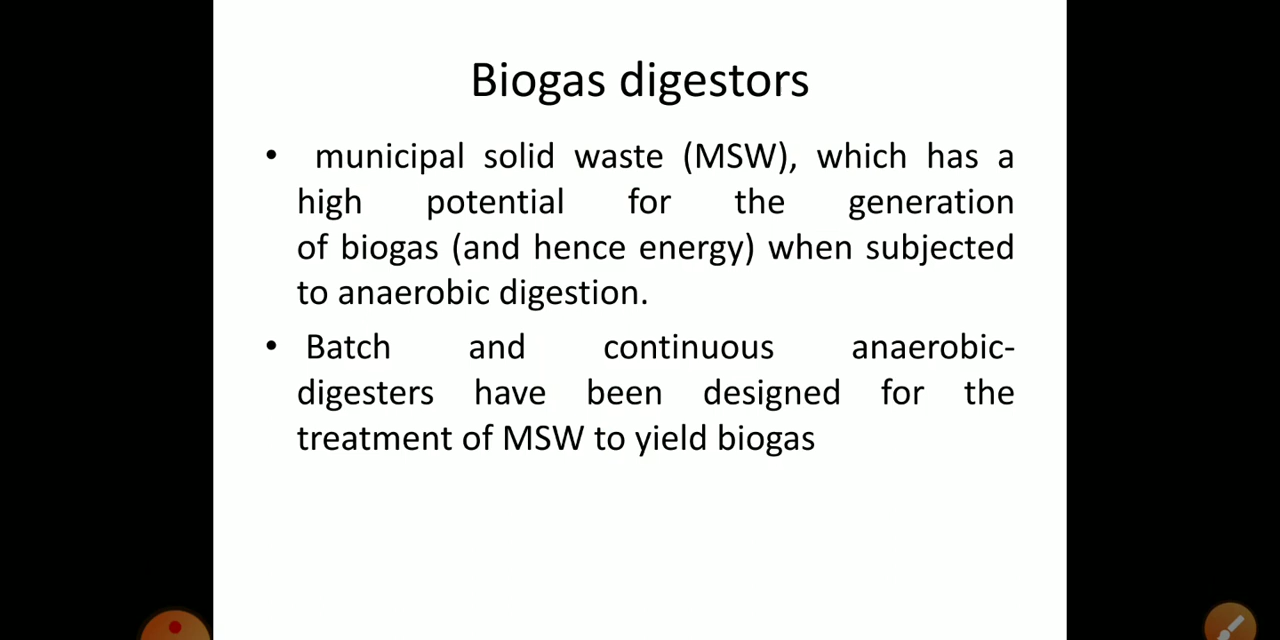 Biogas digestors
• municipal solid waste (MSW), which has a
high potential for the generation
of biogas (and hence energy) when subjected
to anaerobic digestion.
• Batch and continuous anaerobic-
digesters have been designed for the
treatment of MSW to yield biogas